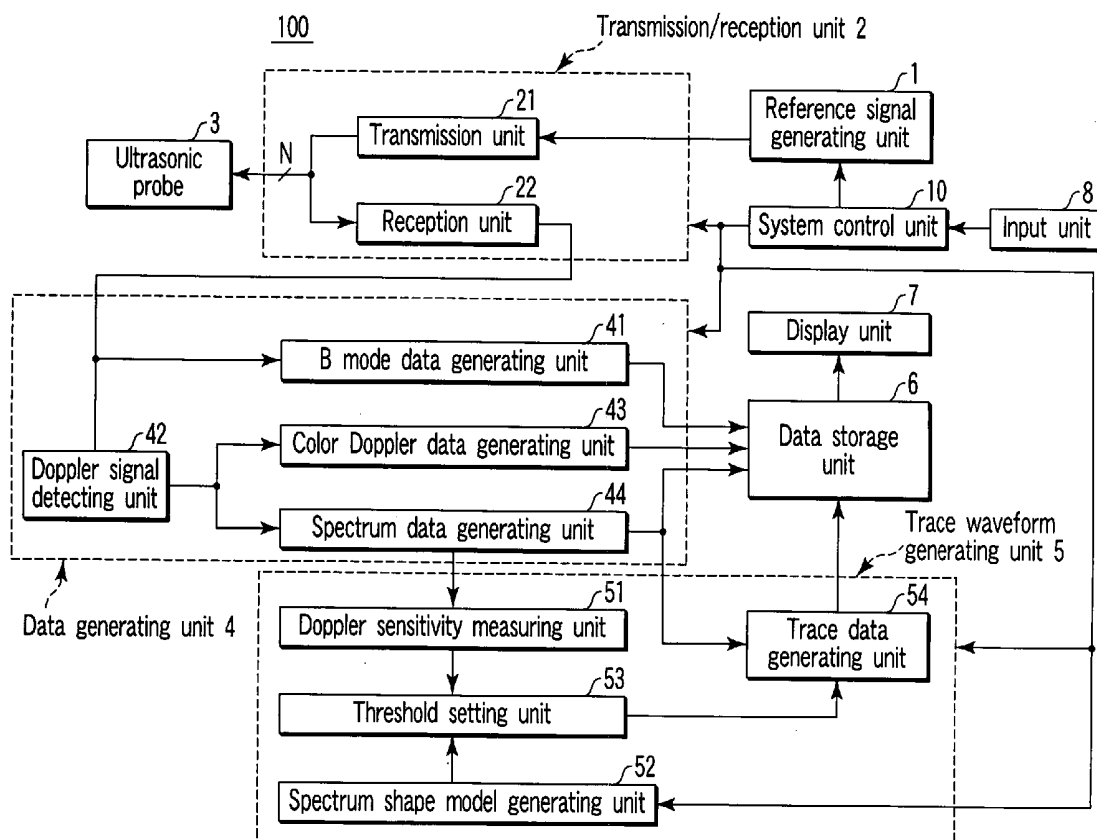 100
Transmission/reception unit 2
1
Reference signal
generating unit
21
Transmission unit
3
Ultrasonic
probe
N
22
Reception unit
10
System control unit
8
Input unit
7
Display unit
41
B mode data generating unit
6
Data storage
unit
42
Doppler signal
detecting unit
43
Color Doppler data generating unit
44
Spectrum data generating unit
Trace waveform
generating unit 5
Data generating unit 4
51
Doppler sensitivity measuring unit
54
Trace data
generating unit
53
Threshold setting unit
52
Spectrum shape model generating unit